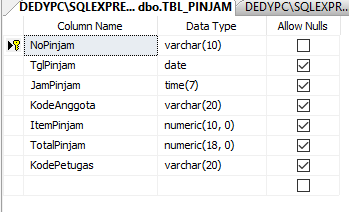 DEDYPC\SQLEXPRE... dbo.TBL_PINJAM DEDYPC\SQLEXPR...
Column Name Data Type Allow Nulls
NoPinjam varchar(10)
TglPinjam date
JamPinjam time(7)
KodeAnggota varchar(20)
ItemPinjam numeric(10, 0)
TotalPinjam numeric(18, 0)
KodePetugas varchar(20)